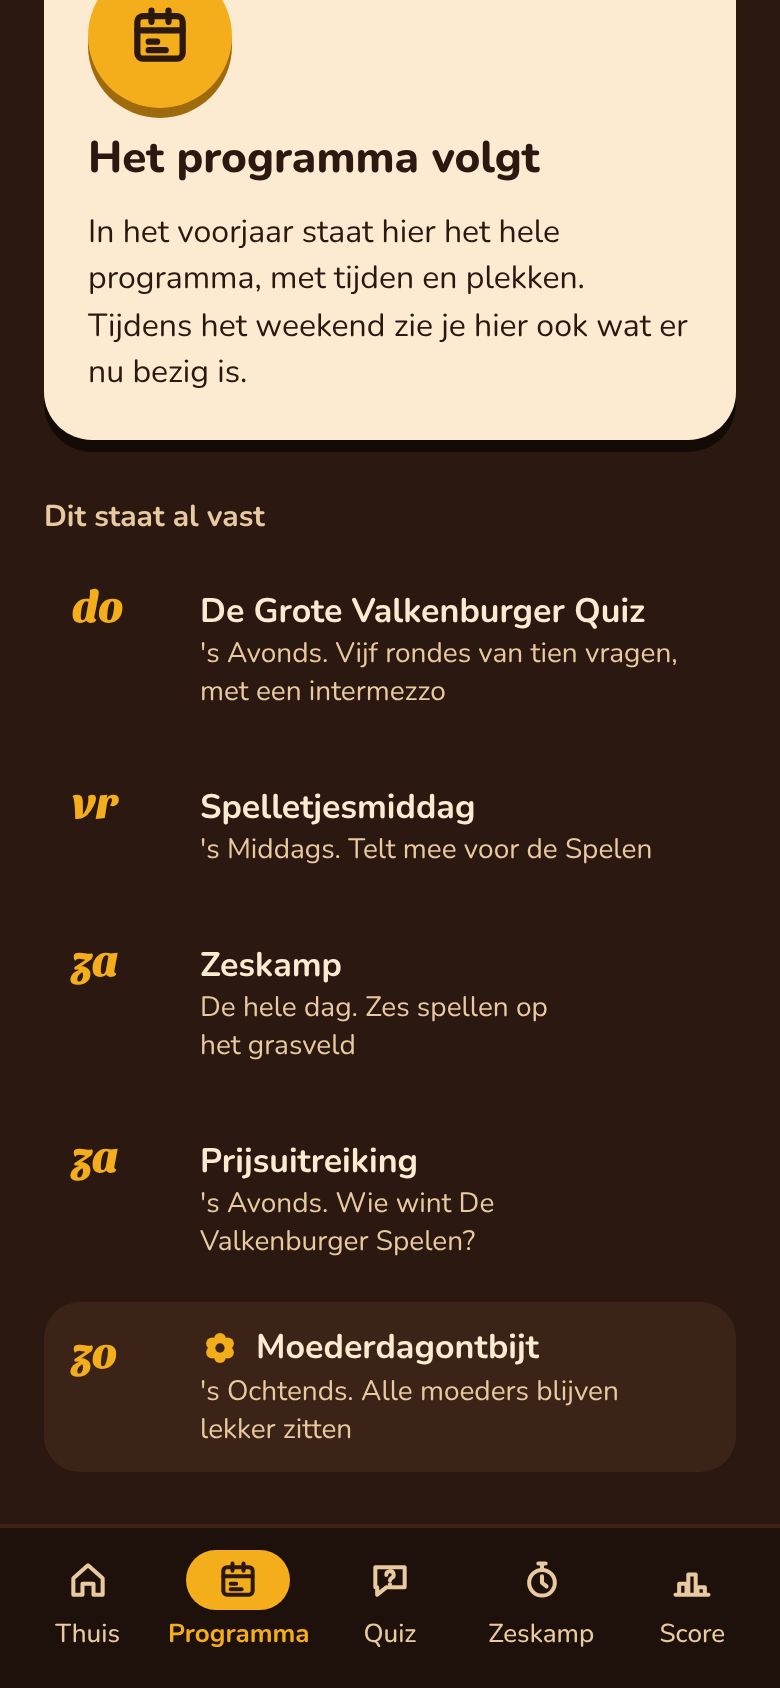 Het programma volgt
In het voorjaar staat hier het hele
programma, met tijden en plekken.
Tijdens het weekend zie je hier ook wat er
nu bezig is.
Dit staat al vast
do
De Grote Valkenburger Quiz
's Avonds. Vijf rondes van tien vragen,
met een intermezzo
vr
Spelletjesmiddag
's Middags. Telt mee voor de Spelen
za
Zeskamp
De hele dag. Zes spellen op
het grasveld
za
Prijsuitreiking
's Avonds. Wie wint De
Valkenburger Spelen?
zo
Moederdagontbijt
's Ochtends. Alle moeders blijven
lekker zitten
Thuis Programma Quiz Zeskamp Score